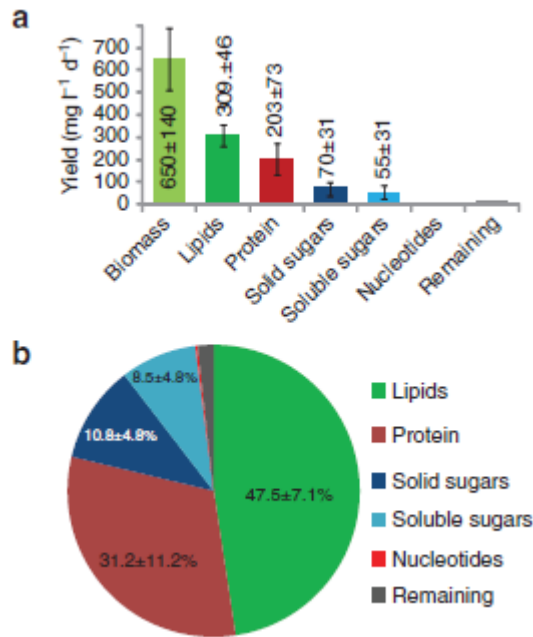 a
Yield (mg l⁻¹ d⁻¹)
700
600
500
400
300
200
100
0
650±140
309.±46
203±73
70±31
55±31
Biomass
Lipids
Protein
Solid sugars
Soluble sugars
Nucleotides
Remaining
b
8.5±4.8%
10.8±4.8%
47.5±7.1%
31.2±11.2%
Lipids
Protein
Solid sugars
Soluble sugars
Nucleotides
Remaining